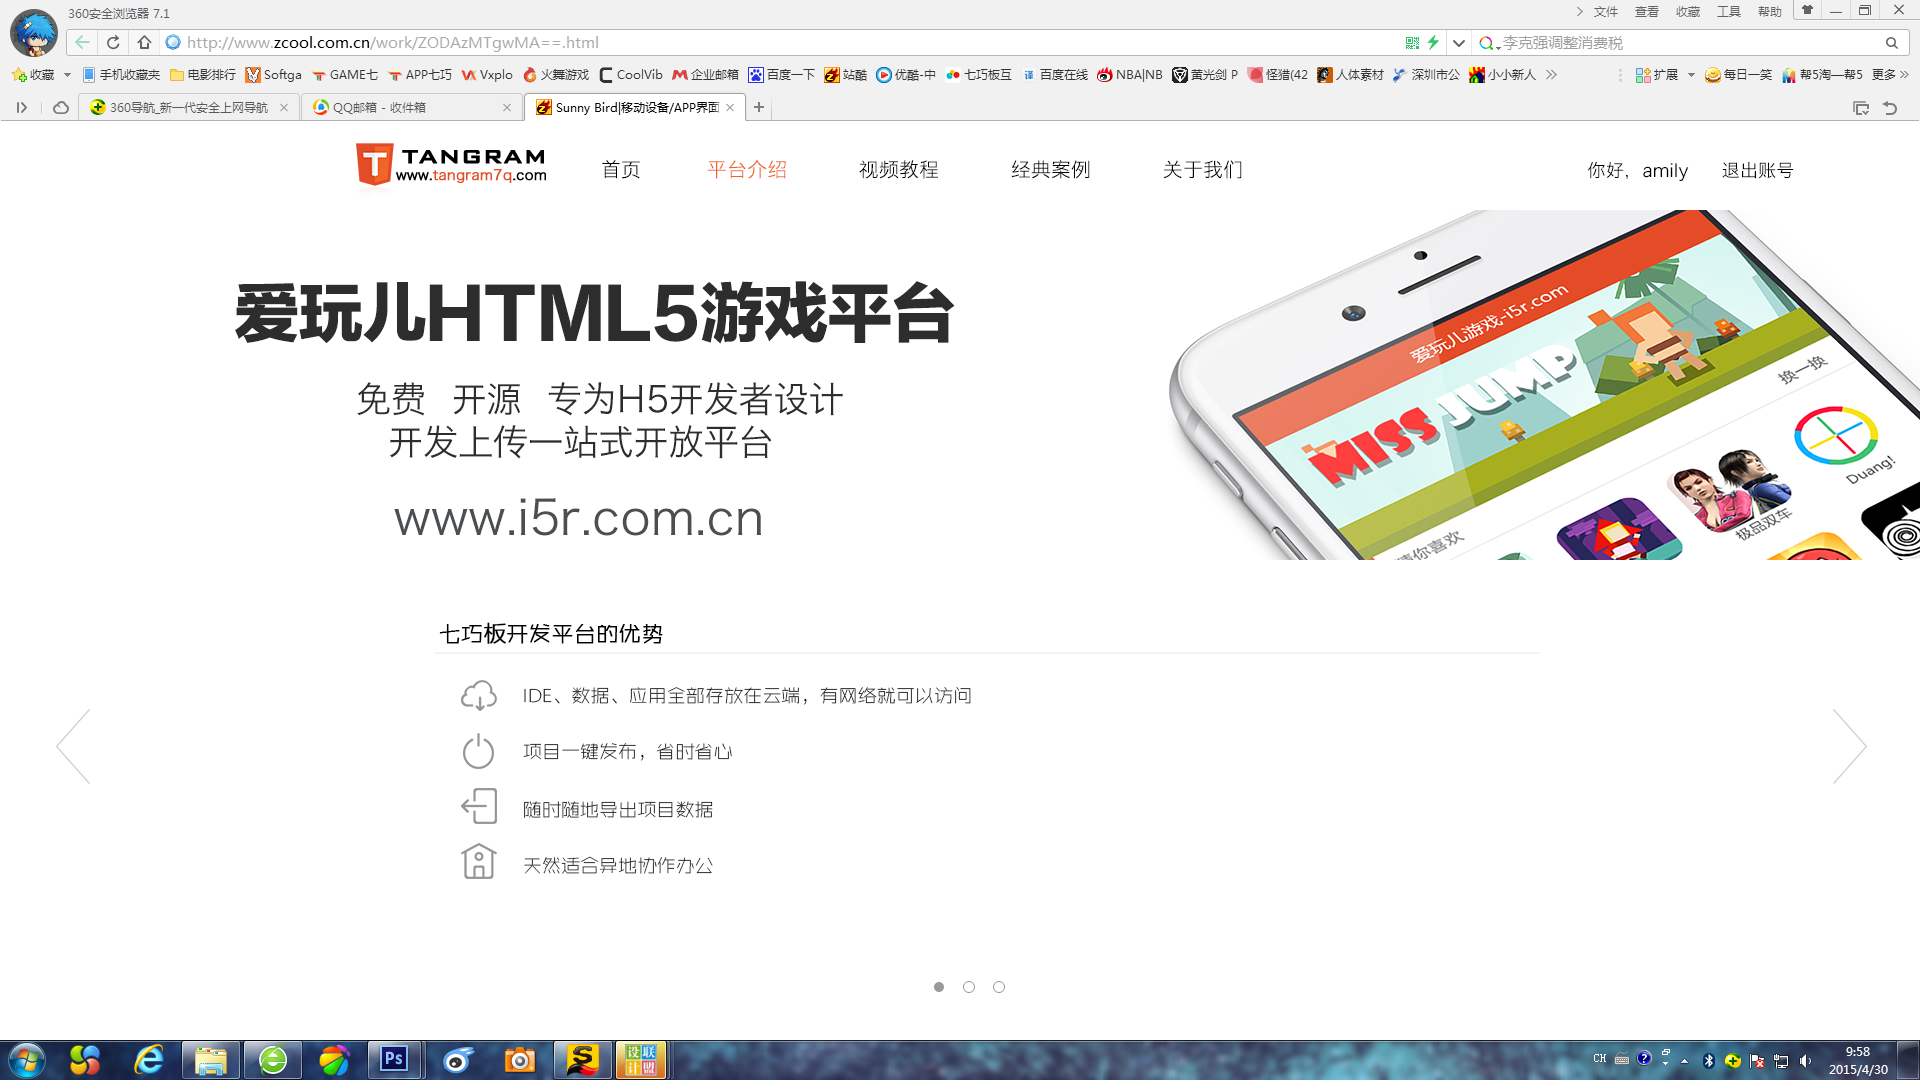 360安全浏览器 7.1
文件 查看 收藏 工具 帮助
http://www.zcool.com.cn/work/ZODAzMTgwMA==.html
李克强调整消费税
收藏 手机收藏夹 电影排行 Softga GAME七 APP七巧 Vxplo 火舞游戏 CoolVib 企业邮箱 百度一下 站酷 优酷-中 七巧板互 百度在线 NBA|NB 黄光剑 P 怪猎(42 人体素材 深圳市公 小小新人 扩展 每日一笑 帮5淘—帮5 更多
360导航_新一代安全上网导航 QQ邮箱 - 收件箱 Sunny Bird|移动设备/APP界面
TANGRAM
www.tangram7q.com
首页 平台介绍 视频教程 经典案例 关于我们 你好，amily 退出账号
爱玩儿HTML5游戏平台
免费 开源 专为H5开发者设计
开发上传一站式开放平台
www.i5r.com.cn
爱玩儿游戏-i5r.com
MISS JUMP
换一换
Duang!
极品双车
猜你喜欢
七巧板开发平台的优势
IDE、数据、应用全部存放在云端，有网络就可以访问
项目一键发布，省时省心
随时随地导出项目数据
天然适合异地协作办公
Ps
设联计盟
CH
9:58
2015/4/30